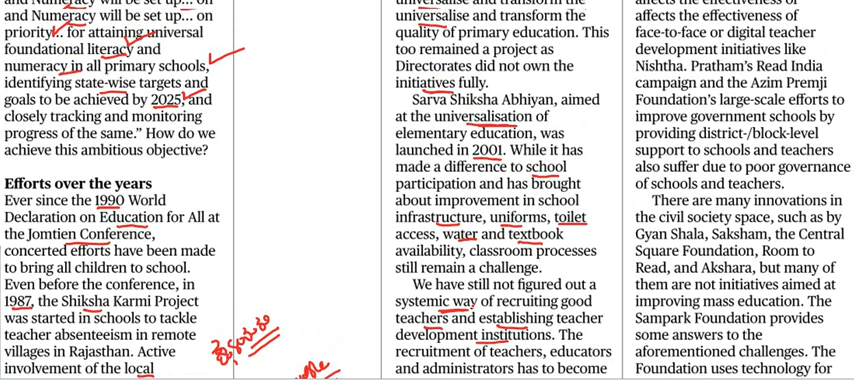 and Numeracy will be set up... on
and Numeracy will be set up... on
priority... for attaining universal
foundational literacy and
numeracy in all primary schools,
identifying state-wise targets and
goals to be achieved by 2025, and
closely tracking and monitoring
progress of the same.” How do we
achieve this ambitious objective?
Efforts over the years
Ever since the 1990 World
Declaration on Education for All at
the Jomtien Conference,
concerted efforts have been made
to bring all children to school.
Even before the conference, in
1987, the Shiksha Karmi Project
was started in schools to tackle
teacher absenteeism in remote
villages in Rajasthan. Active
involvement of the local
universalise and transform the
universalise and transform the
quality of primary education. This
too remained a project as
Directorates did not own the
initiatives fully.
Sarva Shiksha Abhiyan, aimed
at the universalisation of
elementary education, was
launched in 2001. While it has
made a difference to school
participation and has brought
about improvement in school
infrastructure, uniforms, toilet
access, water and textbook
availability, classroom processes
still remain a challenge.
We have still not figured out a
systemic way of recruiting good
teachers and establishing teacher
development institutions. The
recruitment of teachers, educators
and administrators has to become
affects the effectiveness of
affects the effectiveness of
face-to-face or digital teacher
development initiatives like
Nishtha. Pratham’s Read India
campaign and the Azim Premji
Foundation’s large-scale efforts to
improve government schools by
providing district-/block-level
support to schools and teachers
also suffer due to poor governance
of schools and teachers.
There are many innovations in
the civil society space, such as by
Gyan Shala, Saksham, the Central
Square Foundation, Room to
Read, and Akshara, but many of
them are not initiatives aimed at
improving mass education. The
Sampark Foundation provides
some answers to the
aforementioned challenges. The
Foundation uses technology for